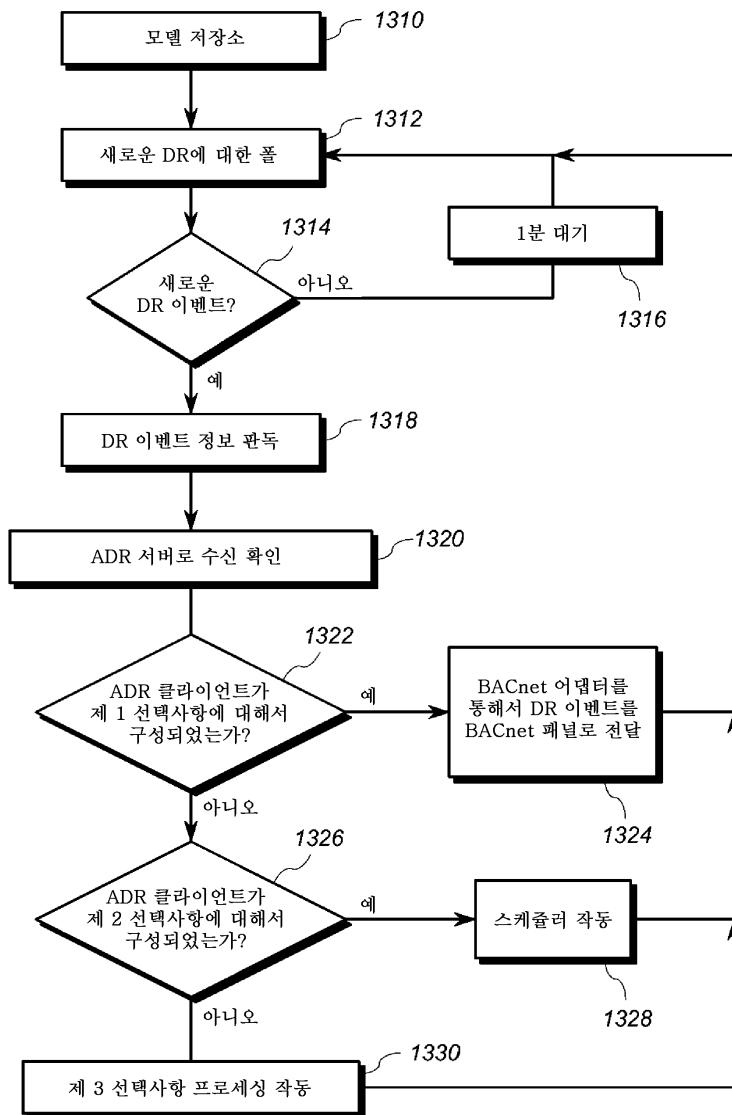 모델 저장소
1310
새로운 DR에 대한 폴
1312
새로운
DR 이벤트?
1314
아니오
1분 대기
1316
예
DR 이벤트 정보 판독
1318
ADR 서버로 수신 확인
1320
ADR 클라이언트가
제 1 선택사항에 대해서
구성되었는가?
1322
예
BACnet 어댑터를
통해서 DR 이벤트를
BACnet 패널로 전달
1324
아니오
ADR 클라이언트가
제 2 선택사항에 대해서
구성되었는가?
1326
예
스케쥴러 작동
1328
아니오
제 3 선택사항 프로세싱 작동
1330